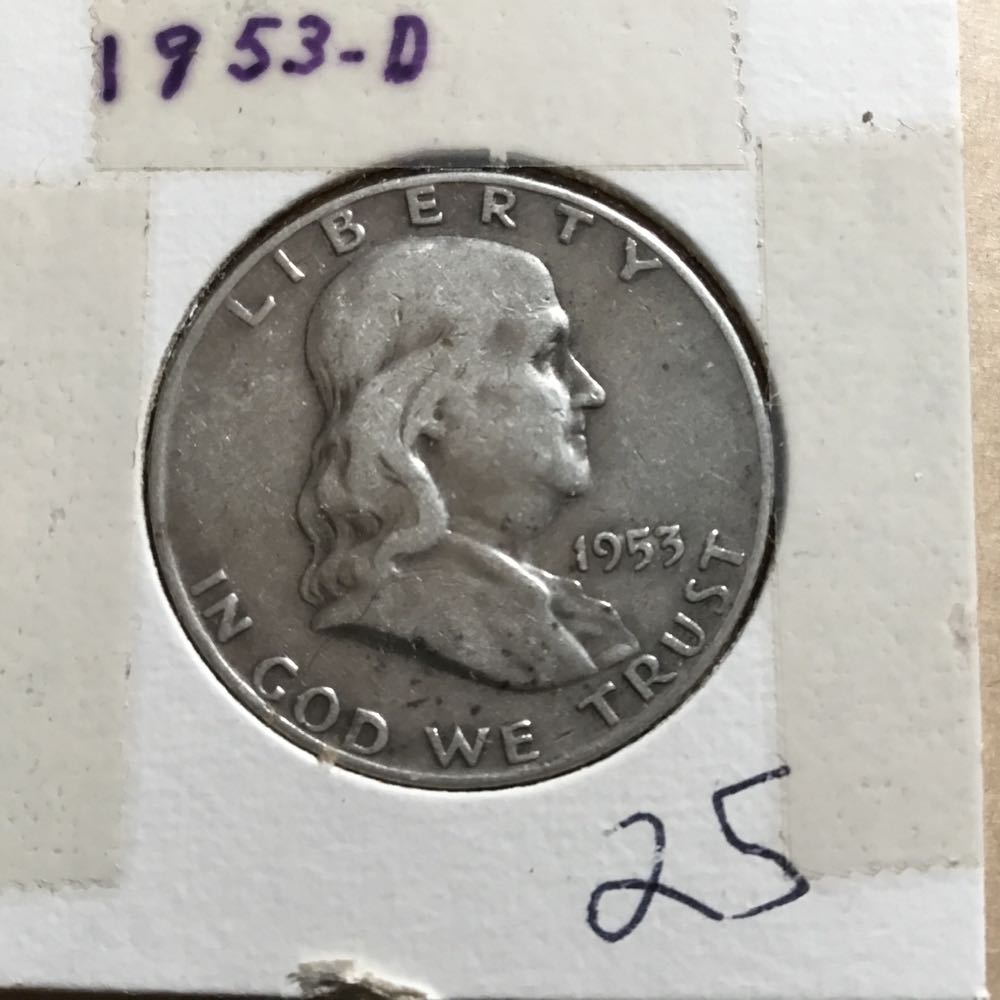 1953-D
LIBERTY
1953
IN GOD WE TRUST
25